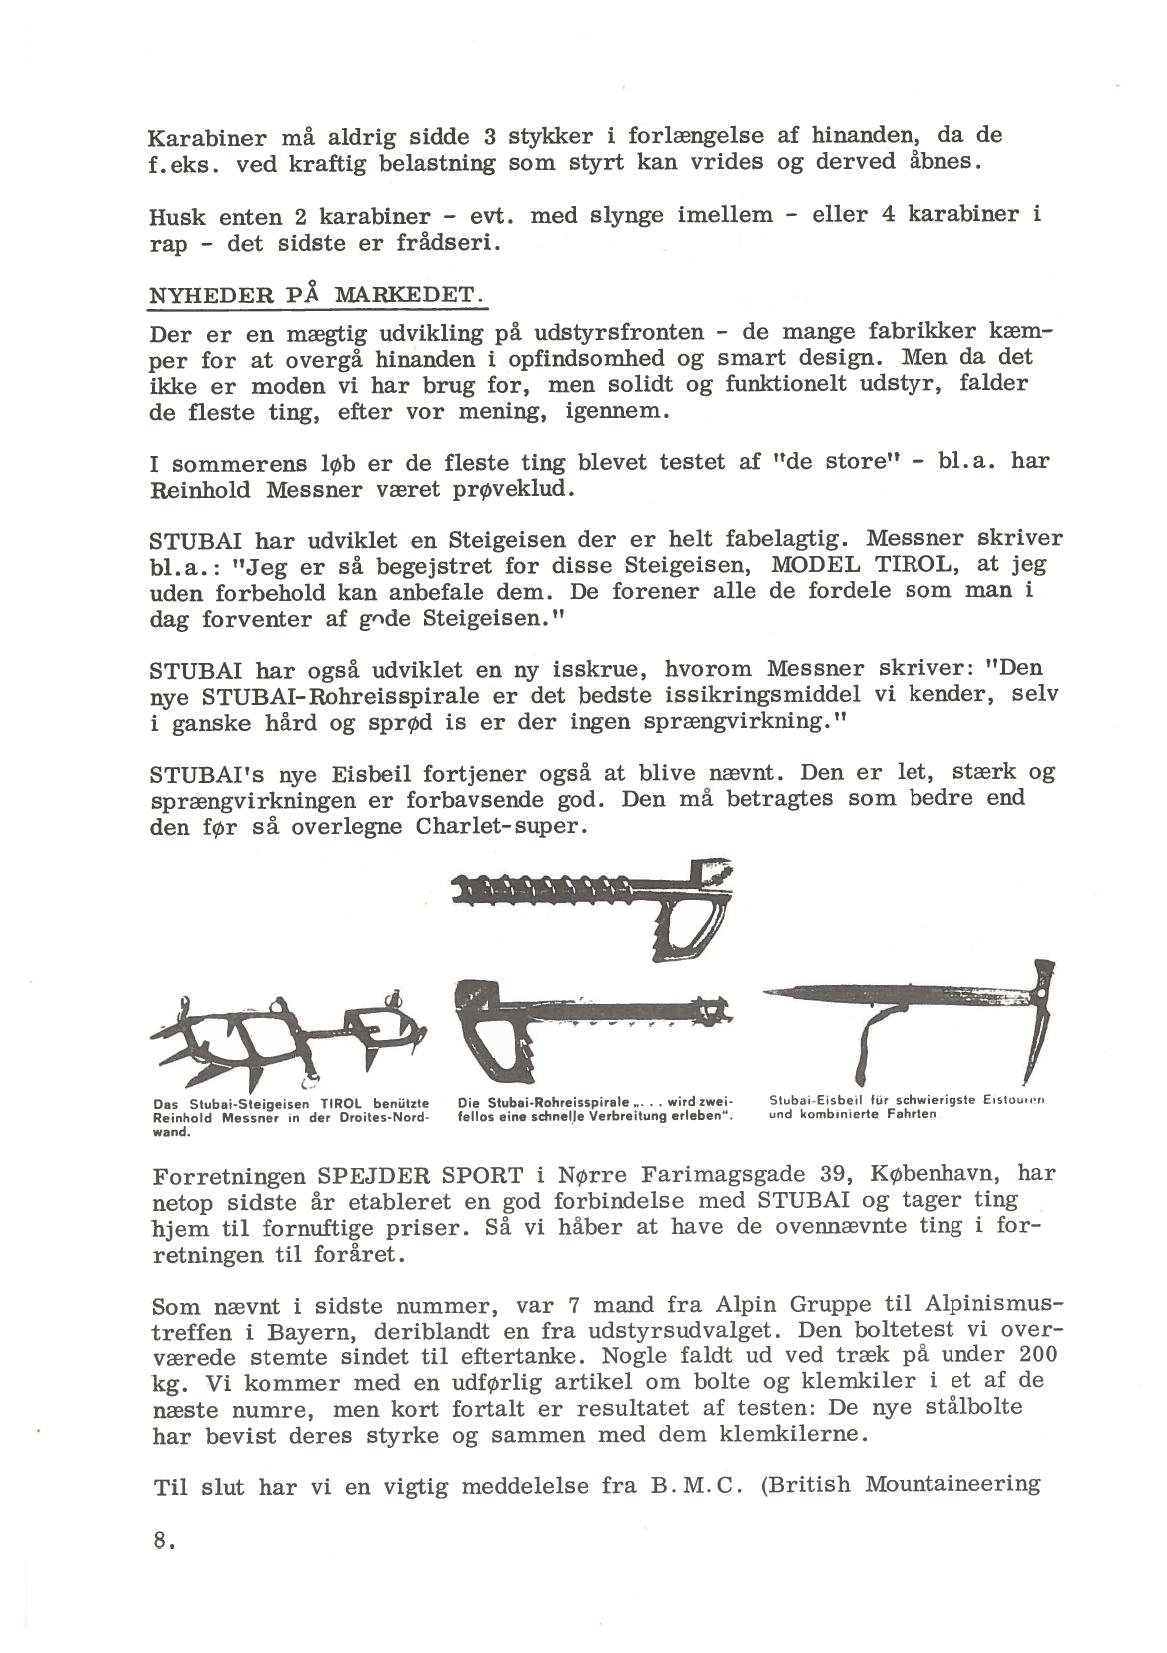 Karabiner må aldrig sidde 3 stykker i forlængelse af hinanden, da de
f.eks. ved kraftig belastning som styrt kan vrides og derved åbnes.
Husk enten 2 karabiner - evt. med slynge imellem - eller 4 karabiner i
rap - det sidste er frådseri.
NYHEDER PÅ MARKEDET.
Der er en mægtig udvikling på udstyrsfronten - de mange fabrikker kæm-
per for at overgå hinanden i opfindsomhed og smart design. Men da det
ikke er moden vi har brug for, men solidt og funktionelt udstyr, falder
de fleste ting, efter vor mening, igennem.
I sommerens løb er de fleste ting blevet testet af "de store" - bl.a. har
Reinhold Messner været prøveklud.
STUBAI har udviklet en Steigeisen der er helt fabelagtig. Messner skriver
bl.a.: "Jeg er så begejstret for disse Steigeisen, MODEL TIROL, at jeg
uden forbehold kan anbefale dem. De forener alle de fordele som man i
dag forventer af gode Steigeisen."
STUBAI har også udviklet en ny isskrue, hvorom Messner skriver: "Den
nye STUBAI-Rohreisspirale er det bedste issikringsmiddel vi kender, selv
i ganske hård og sprød is er der ingen sprængvirkning."
STUBAI's nye Eisbeil fortjener også at blive nævnt. Den er let, stærk og
sprængvirkningen er forbavsende god. Den må betragtes som bedre end
den før så overlegne Charlet-super.
Das Stubai-Steigeisen TIROL benützte
Reinhold Messner in der Droites-Nord-
wand.
Die Stubai-Rohreisspirale „. . . wird zwei-
fellos eine schnelle Verbreitung erleben“.
Stubai-Eisbeil für schwierigste Eistouren
und kombinierte Fahrten
Forretningen SPEJDER SPORT i Nørre Farimagsgade 39, København, har
netop sidste år etableret en god forbindelse med STUBAI og tager ting
hjem til fornuftige priser. Så vi håber at have de ovennævnte ting i for-
retningen til foråret.
Som nævnt i sidste nummer, var 7 mand fra Alpin Gruppe til Alpinismus-
treffen i Bayern, deriblandt en fra udstyrsudvalget. Den boltetest vi over-
værede stemte sindet til eftertanke. Nogle faldt ud ved træk på under 200
kg. Vi kommer med en udførlig artikel om bolte og klemkiler i et af de
næste numre, men kort fortalt er resultatet af testen: De nye stålbolte
har bevist deres styrke og sammen med dem klemkilerne.
Til slut har vi en vigtig meddelelse fra B.M.C. (British Mountaineering
8.